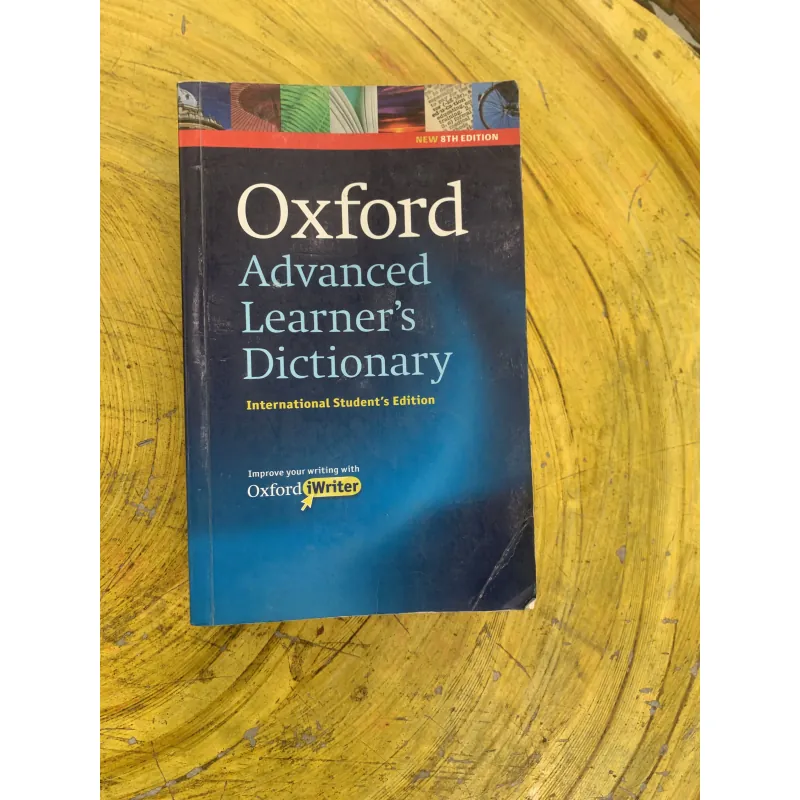 NEW 8TH EDITION
Oxford
Advanced
Learner's
Dictionary
International Student's Edition
Improve your writing with
Oxford iWriter